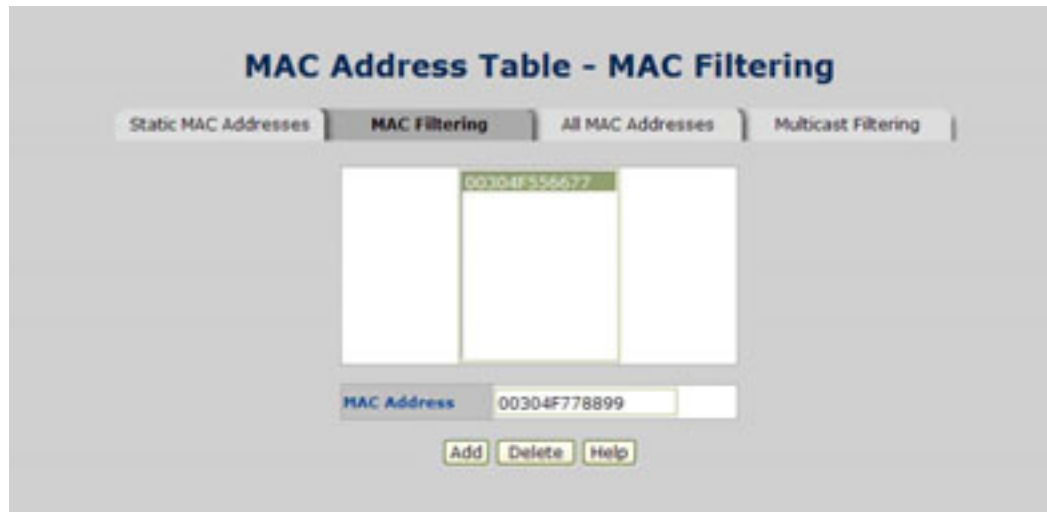 MAC Address Table - MAC Filtering
Static MAC Addresses MAC Filtering All MAC Addresses Multicast Filtering
00304F556677
MAC Address 00304F778899
Add Delete Help